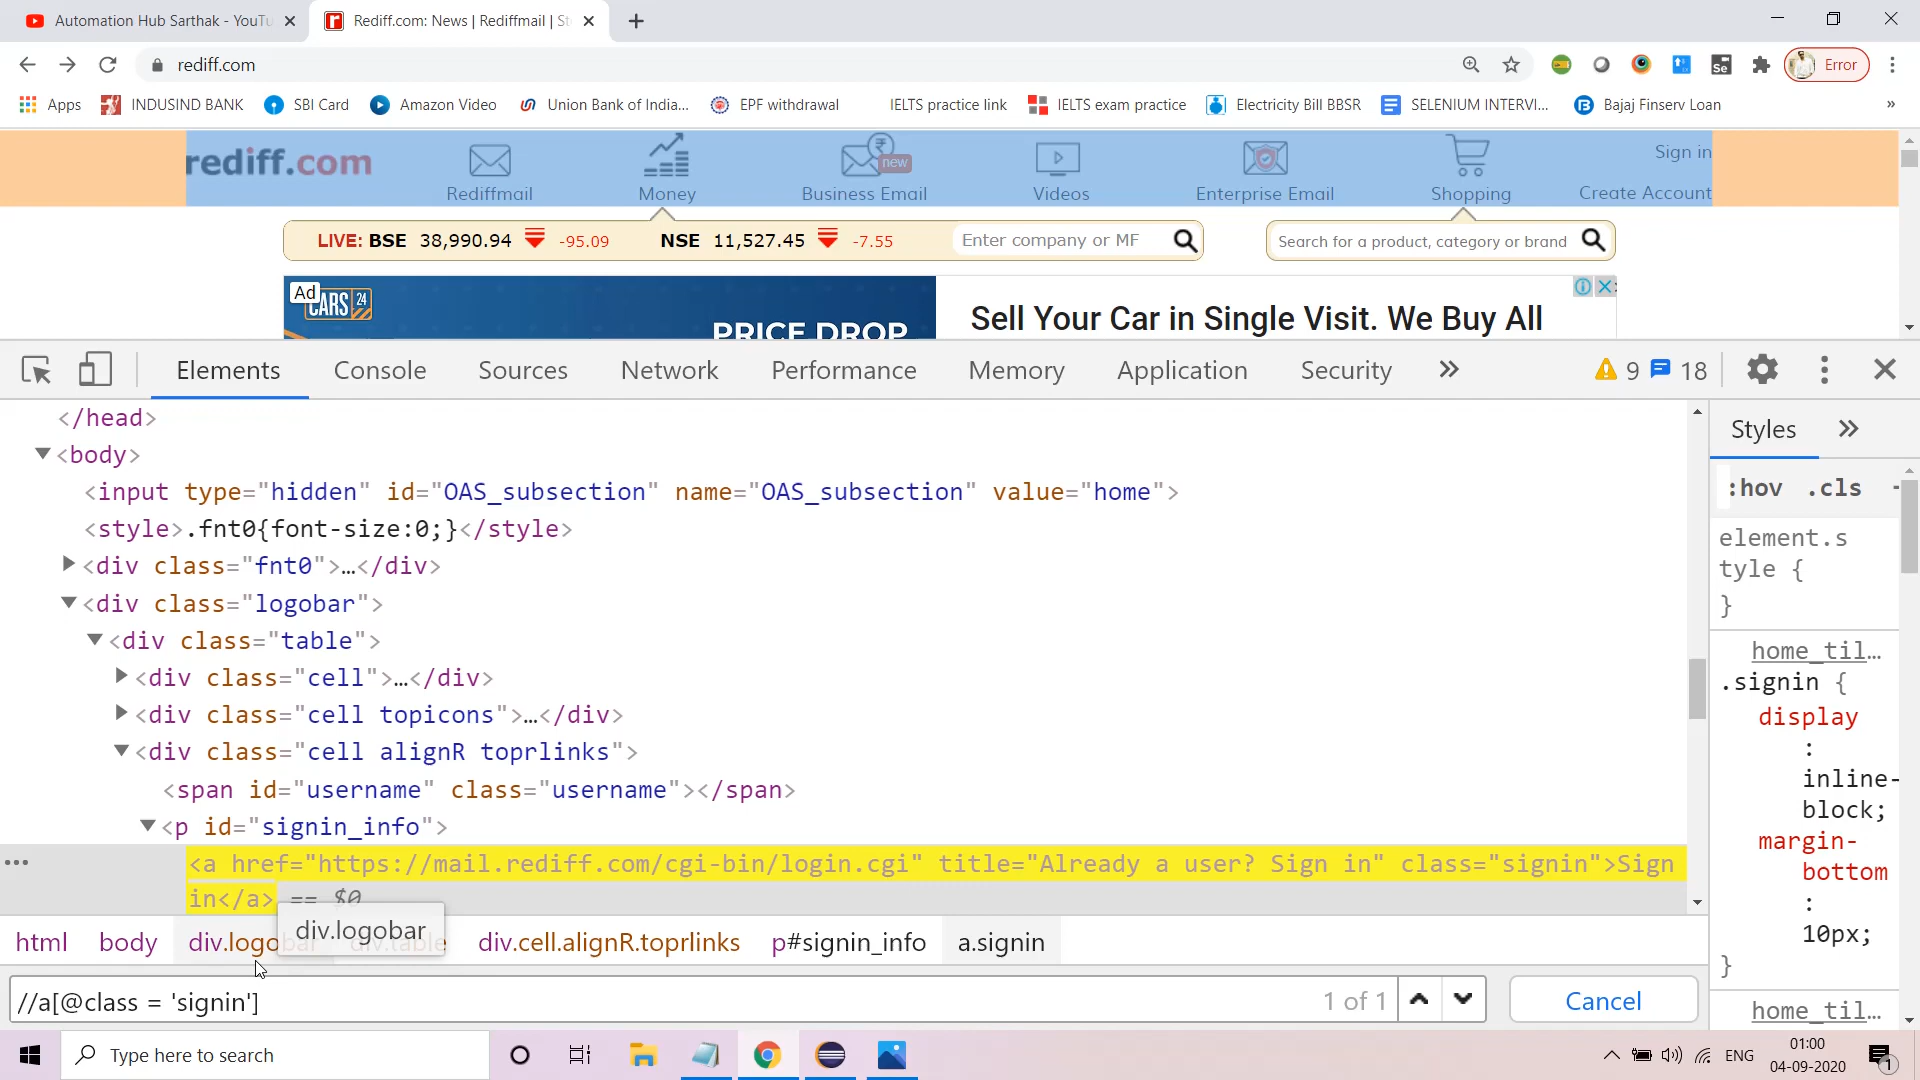 Automation Hub Sarthak - YouTu
Rediff.com: News | Rediffmail | St
rediff.com
Error
Apps INDUSIND BANK SBI Card Amazon Video Union Bank of India... EPF withdrawal IELTS practice link IELTS exam practice Electricity Bill BBSR SELENIUM INTERVI... Bajaj Finserv Loan »
rediff.com
new
Sign in
Rediffmail Money Business Email Videos Enterprise Email Shopping Create Account
LIVE: BSE 38,990.94 -95.09 NSE 11,527.45 -7.55 Enter company or MF
Search for a product, category or brand
Ad
CARS 24
PRICE DROP
Sell Your Car in Single Visit. We Buy All
Elements Console Sources Network Performance Memory Application Security » 9 18
</head>
<body>
<input type="hidden" id="OAS_subsection" name="OAS_subsection" value="home">
<style>.fnt0{font-size:0;}</style>
<div class="fnt0">…</div>
<div class="logobar">
<div class="table">
<div class="cell">…</div>
<div class="cell topicons">…</div>
<div class="cell alignR toprlinks">
<span id="username" class="username"></span>
<p id="signin_info">
<a href="https://mail.rediff.com/cgi-bin/login.cgi" title="Already a user? Sign in" class="signin">Sign
in</a> == $0
div.logobar
html body div.logobar div.table div.cell.alignR.toprlinks p#signin_info a.signin
//a[@class = 'signin'] 1 of 1 Cancel
Styles »
:hov .cls
element.s
tyle {
}
home_til…
.signin {
display
:
inline-
block;
margin-
bottom
:
10px;
}
home_til…
Type here to search
Se
ENG
01:00
04-09-2020
1